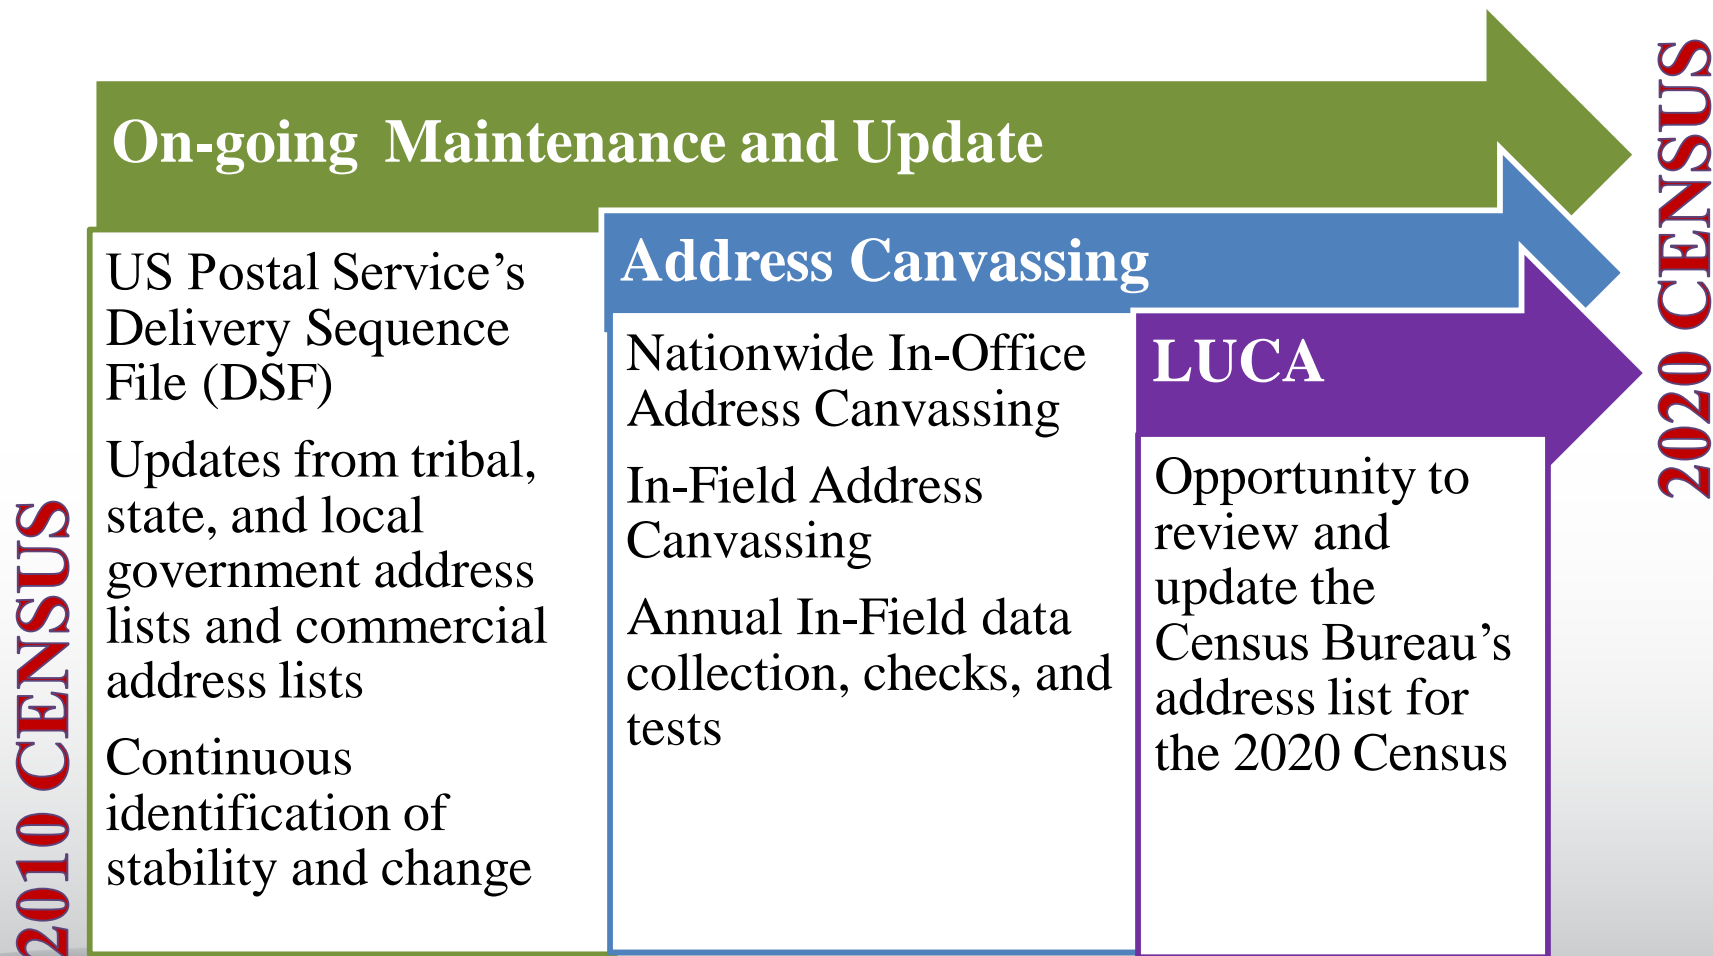 2010 CENSUS
On-going Maintenance and Update
US Postal Service’s
Delivery Sequence
File (DSF)
Updates from tribal,
state, and local
government address
lists and commercial
address lists
Continuous
identification of
stability and change
Address Canvassing
Nationwide In-Office
Address Canvassing
In-Field Address
Canvassing
Annual In-Field data
collection, checks, and
tests
LUCA
Opportunity to
review and
update the
Census Bureau’s
address list for
the 2020 Census
2020 CENSUS